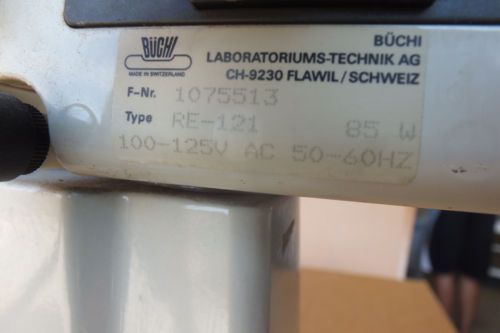 BÜCHI
MADE IN SWITZERLAND
BÜCHI
LABORATORIUMS-TECHNIK AG
CH-9230 FLAWIL/SCHWEIZ
F-Nr. 1075513
Type RE-121 85 W
100-125V AC 50-60HZ